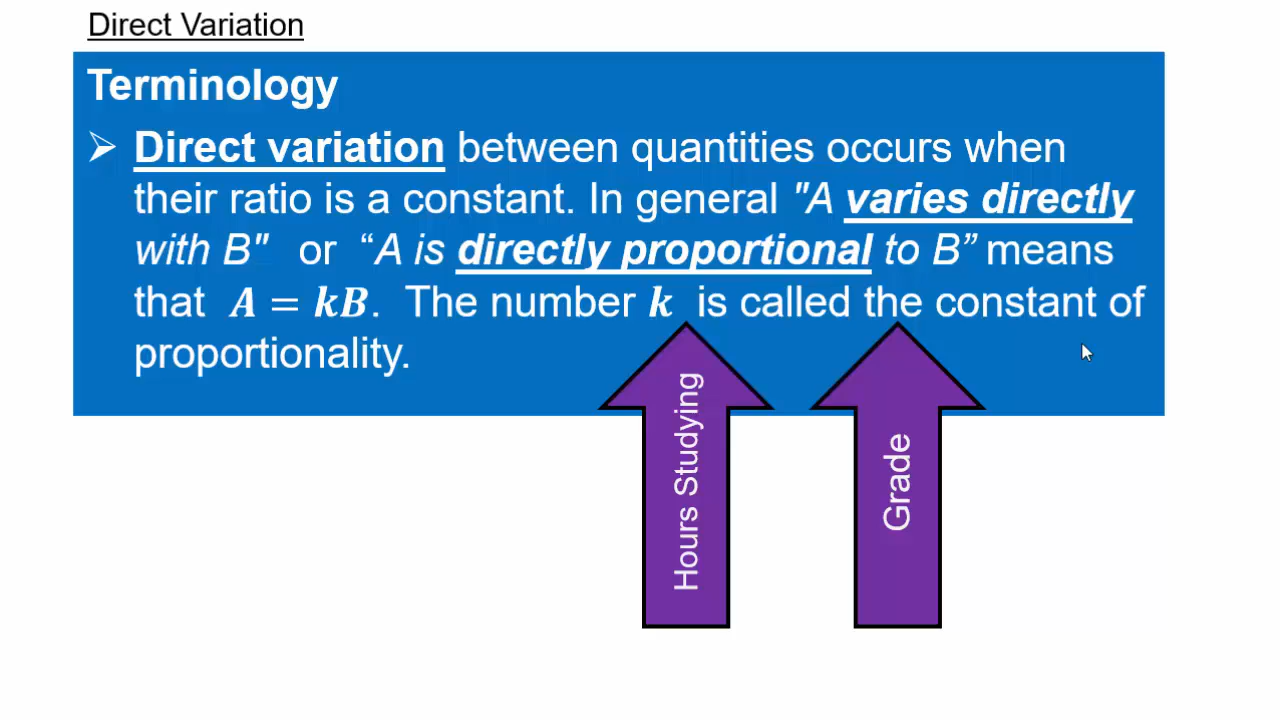 Direct Variation
Terminology
➢ Direct variation between quantities occurs when
their ratio is a constant. In general "A varies directly
with B" or “A is directly proportional to B” means
that A = kB. The number k is called the constant of
proportionality.
Hours Studying
Grade